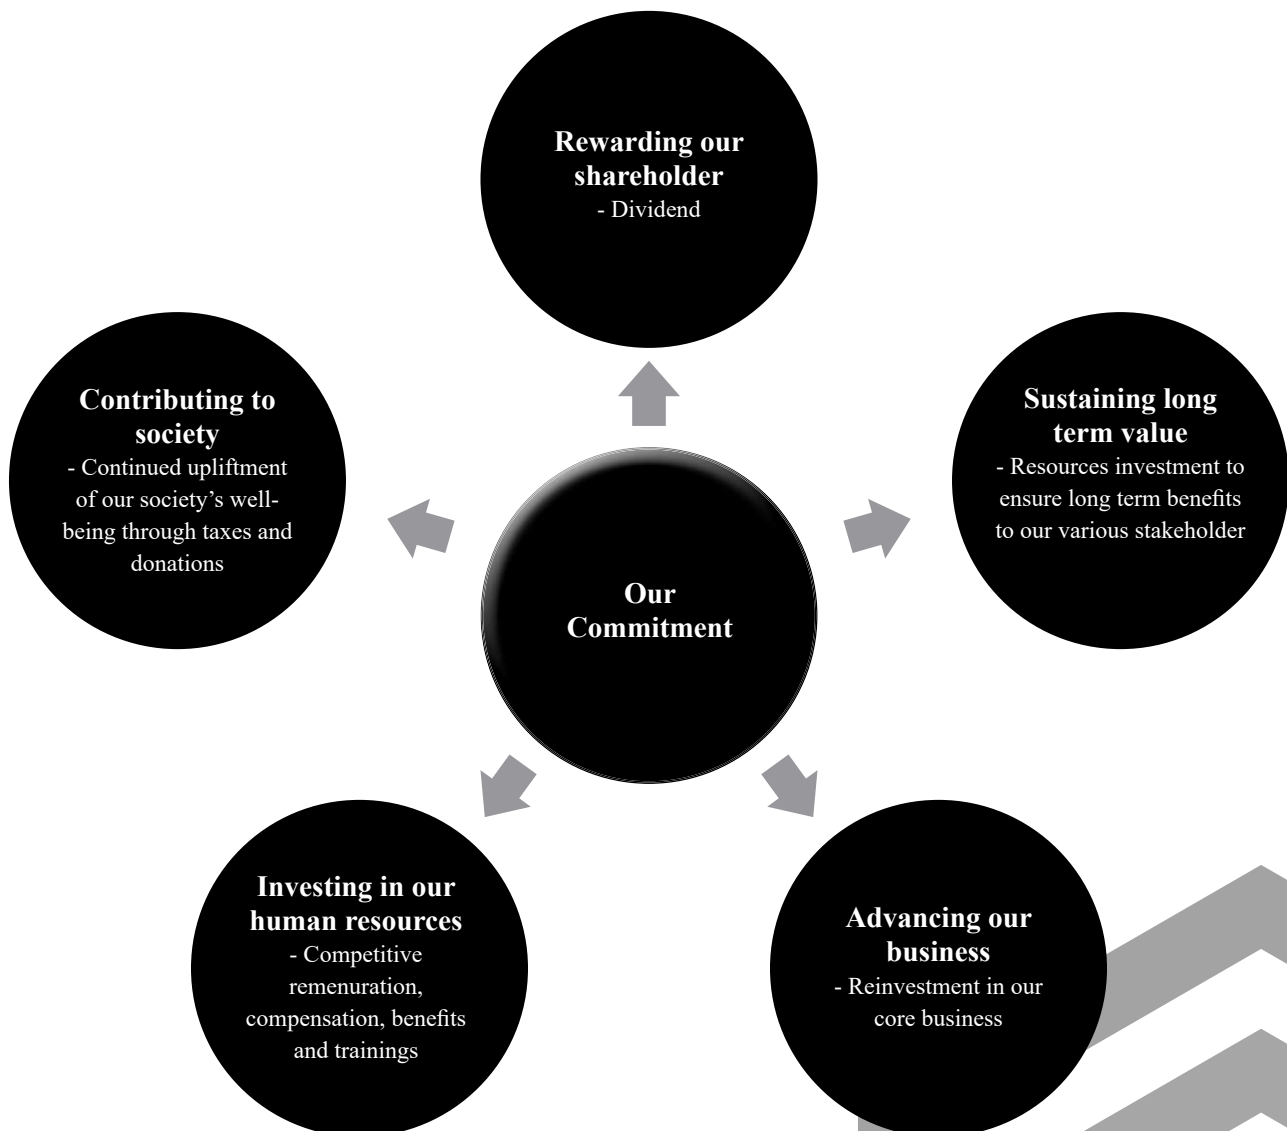 Rewarding our
shareholder
- Dividend
Contributing to
society
- Continued upliftment
of our society’s well-
being through taxes and
donations
Sustaining long
term value
- Resources investment to
ensure long term benefits
to our various stakeholder
Our
Commitment
Investing in our
human resources
- Competitive
remenuration,
compensation, benefits
and trainings
Advancing our
business
- Reinvestment in our
core business